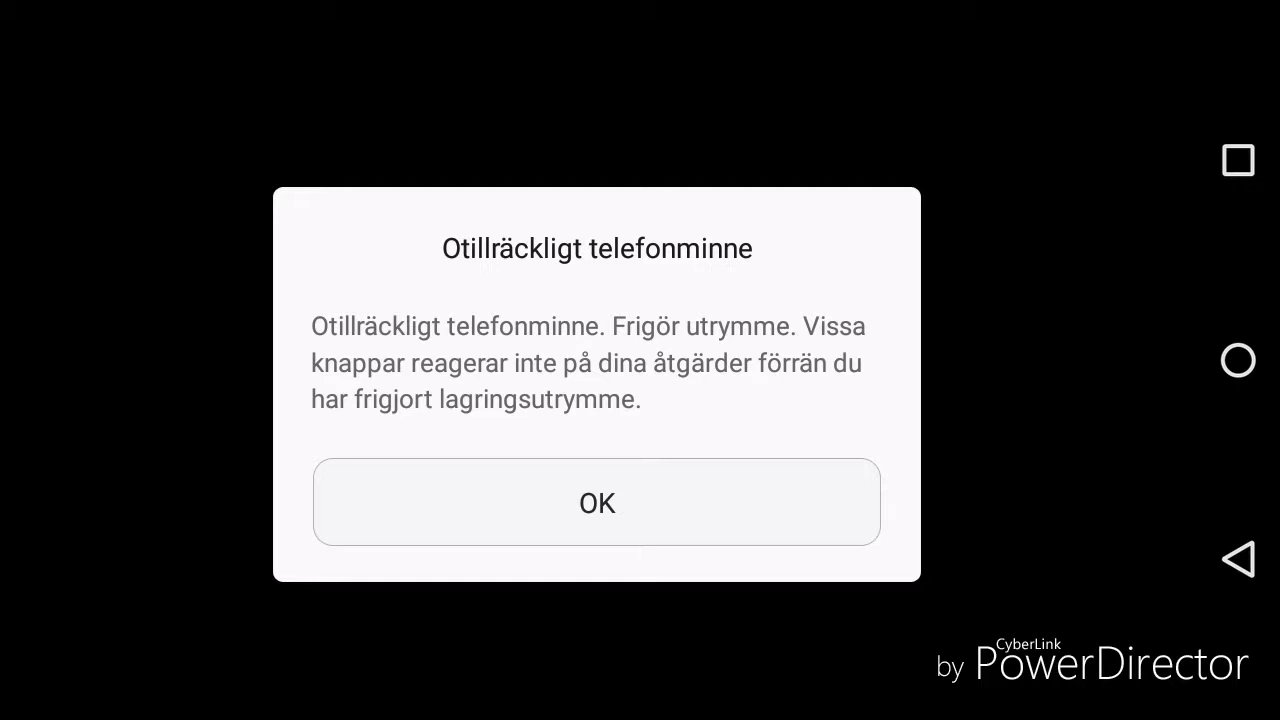 Otillräckligt telefonminne
Otillräckligt telefonminne. Frigör utrymme. Vissa
knappar reagerar inte på dina åtgärder förrän du
har frigjort lagringsutrymme.
OK
CyberLink
by PowerDirector